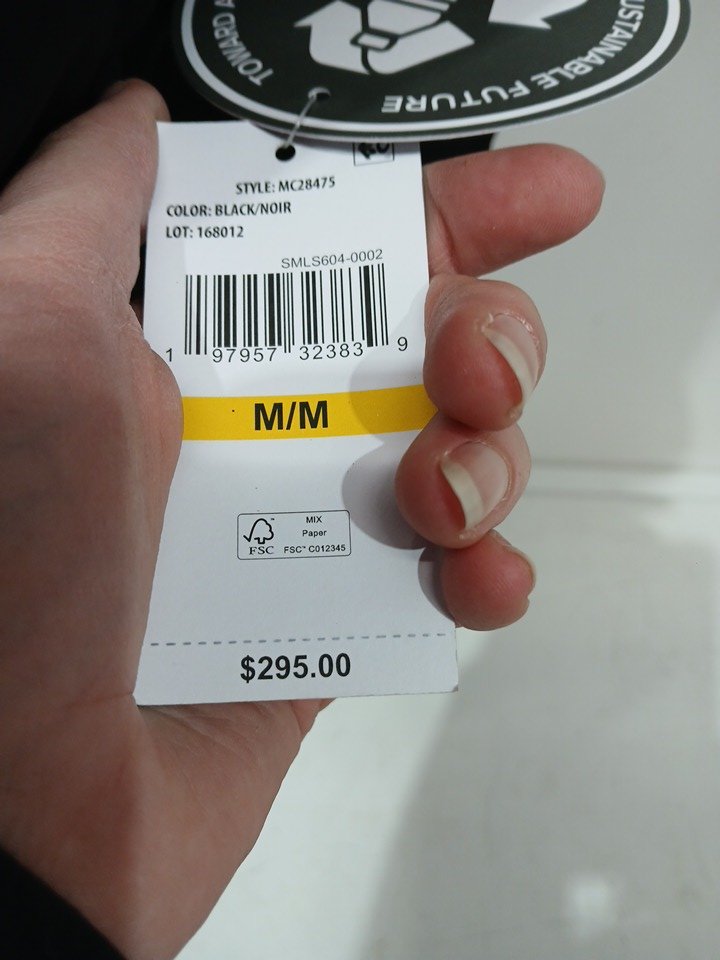 TOWARD A
SUSTAINABLE FUTURE
STYLE: MC28475
COLOR: BLACK/NOIR
LOT: 168012
SMLS604-0002
1 97957 32383 9
M/M
FSC
MIX
Paper
FSC™ C012345
$295.00